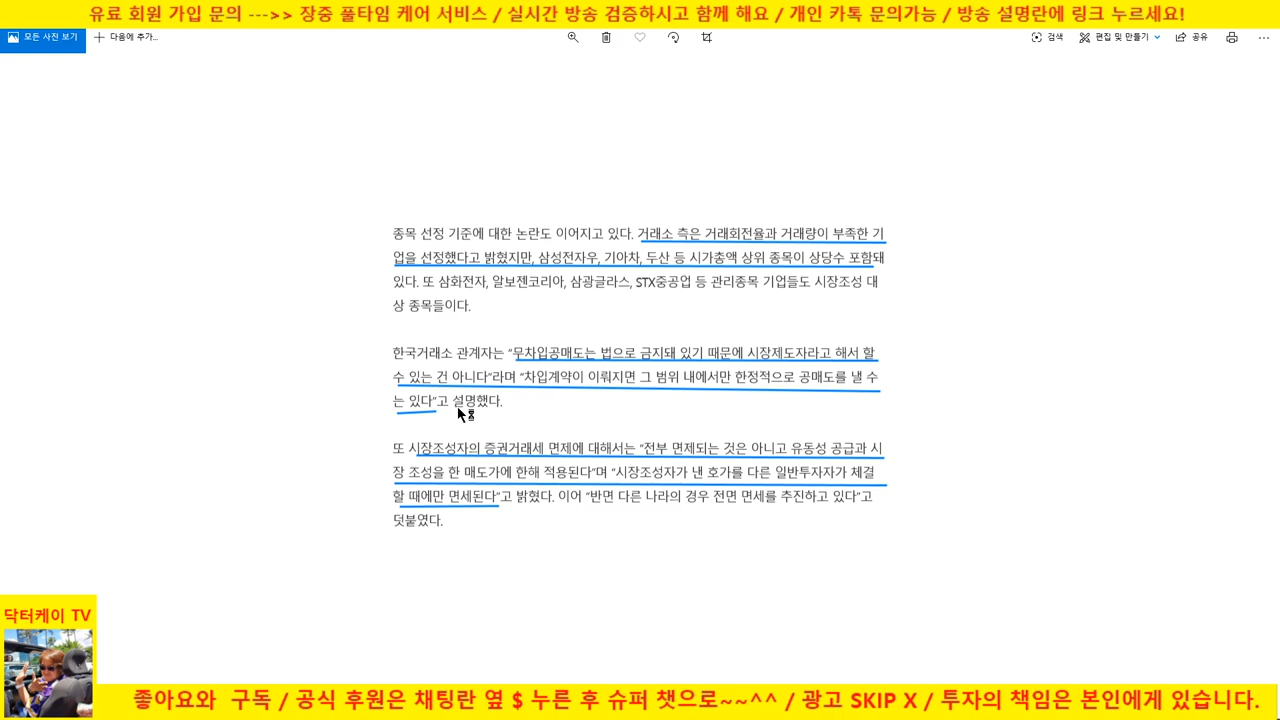 유료 회원 가입 문의 --->> 장중 풀타임 케어 서비스 / 실시간 방송 검증하시고 함께 해요 / 개인 카톡 문의가능 / 방송 설명란에 링크 누르세요!
모든 사진 보기 다음에 추가... 검색 편집 및 만들기 공유
종목 선정 기준에 대한 논란도 이어지고 있다. 거래소 측은 거래회전율과 거래량이 부족한 기
업을 선정했다고 밝혔지만, 삼성전자우, 기아차, 두산 등 시가총액 상위 종목이 상당수 포함돼
있다. 또 삼화전자, 알보젠코리아, 삼광글라스, STX중공업 등 관리종목 기업들도 시장조성 대
상 종목들이다.
한국거래소 관계자는 “무차입공매도는 법으로 금지돼 있기 때문에 시장제도자라고 해서 할
수 있는 건 아니다”라며 “차입계약이 이뤄지면 그 범위 내에서만 한정적으로 공매도를 낼 수
는 있다”고 설명했다.
또 시장조성자의 증권거래세 면제에 대해서는 “전부 면제되는 것은 아니고 유동성 공급과 시
장 조성을 한 매도가에 한해 적용된다”며 “시장조성자가 낸 호가를 다른 일반투자자가 체결
할 때에만 면세된다”고 밝혔다. 이어 “반면 다른 나라의 경우 전면 면세를 추진하고 있다”고
덧붙였다.
닥터케이 TV
좋아요와 구독 / 공식 후원은 채팅란 옆 $ 누른 후 슈퍼 챗으로~~^^ / 광고 SKIP X / 투자의 책임은 본인에게 있습니다.